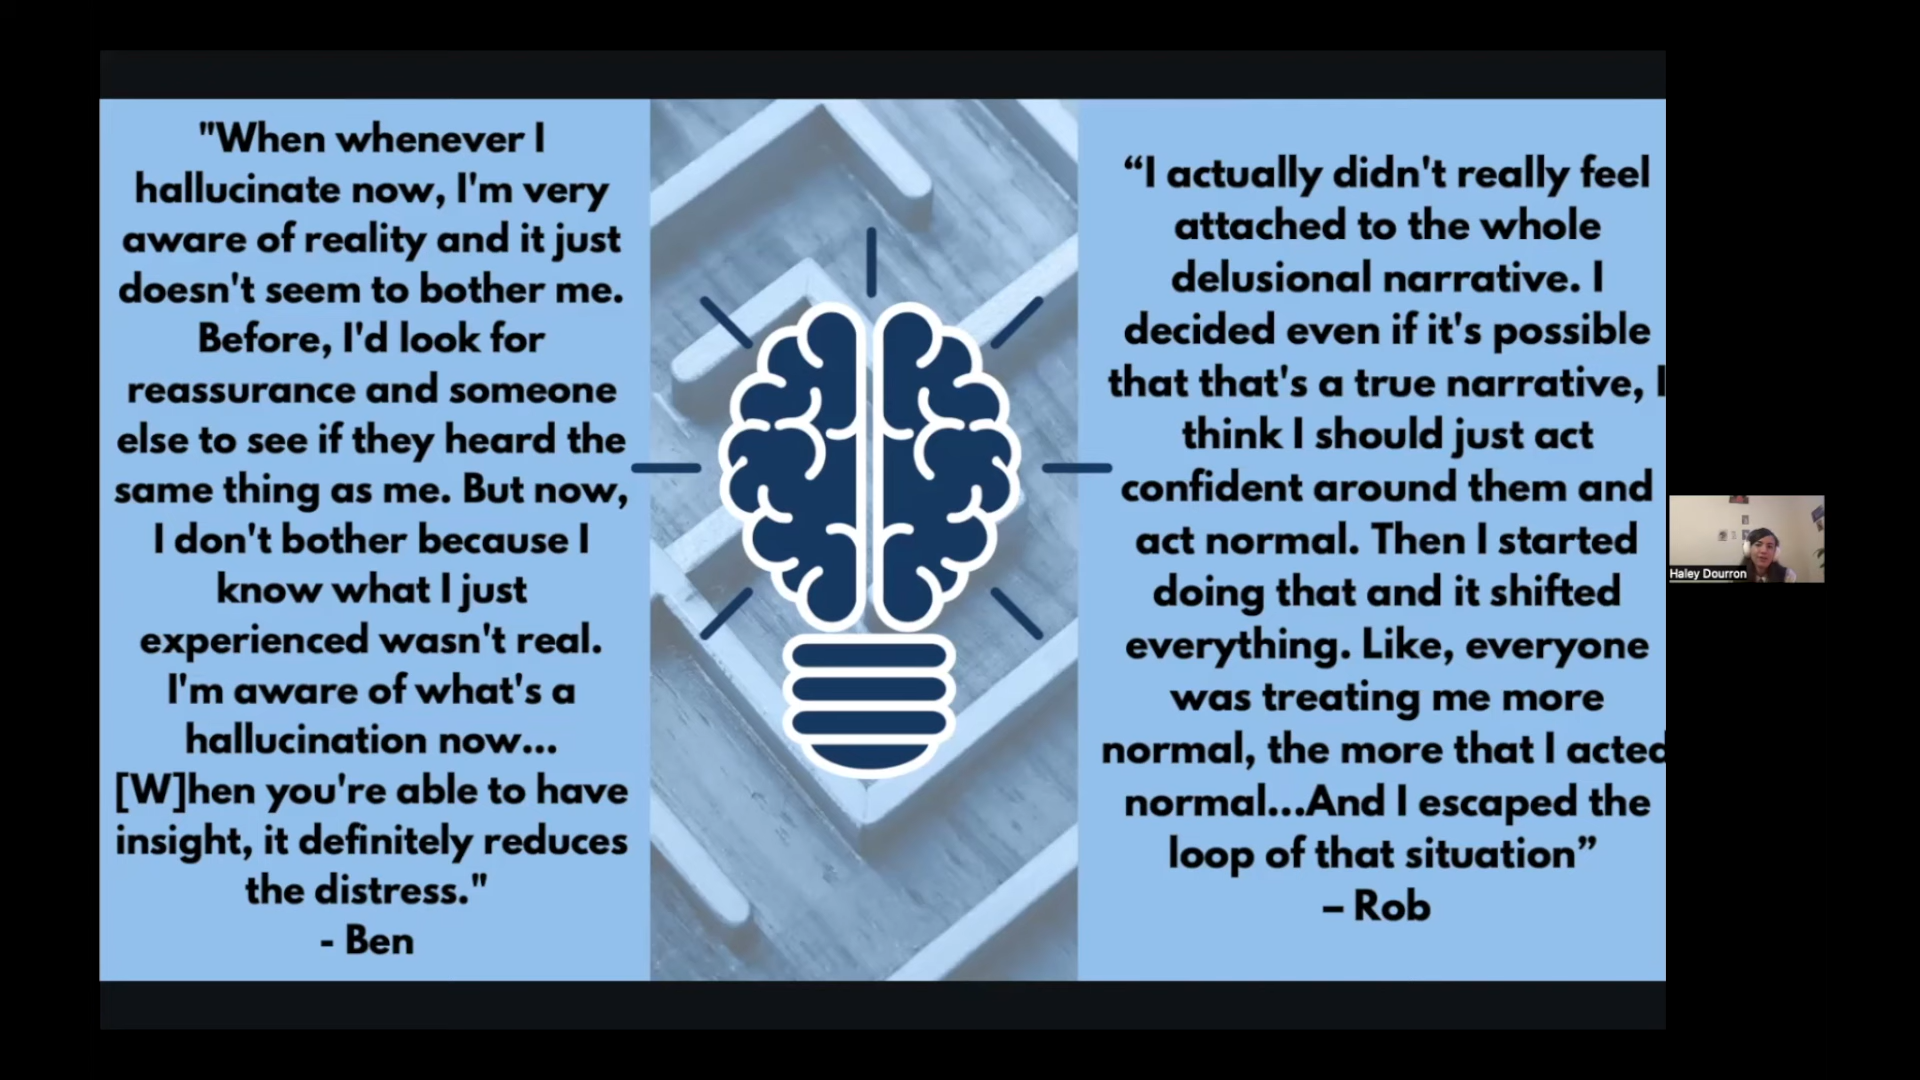 "When whenever I
hallucinate now, I'm very
aware of reality and it just
doesn't seem to bother me.
Before, I'd look for
reassurance and someone
else to see if they heard the
same thing as me. But now,
I don't bother because I
know what I just
experienced wasn't real.
I'm aware of what's a
hallucination now...
[W]hen you're able to have
insight, it definitely reduces
the distress."
- Ben
“I actually didn't really feel
attached to the whole
delusional narrative. I
decided even if it's possible
that that's a true narrative, I
think I should just act
confident around them and
act normal. Then I started
doing that and it shifted
everything. Like, everyone
was treating me more
normal, the more that I acted
normal...And I escaped the
loop of that situation”
– Rob
Haley Dourron